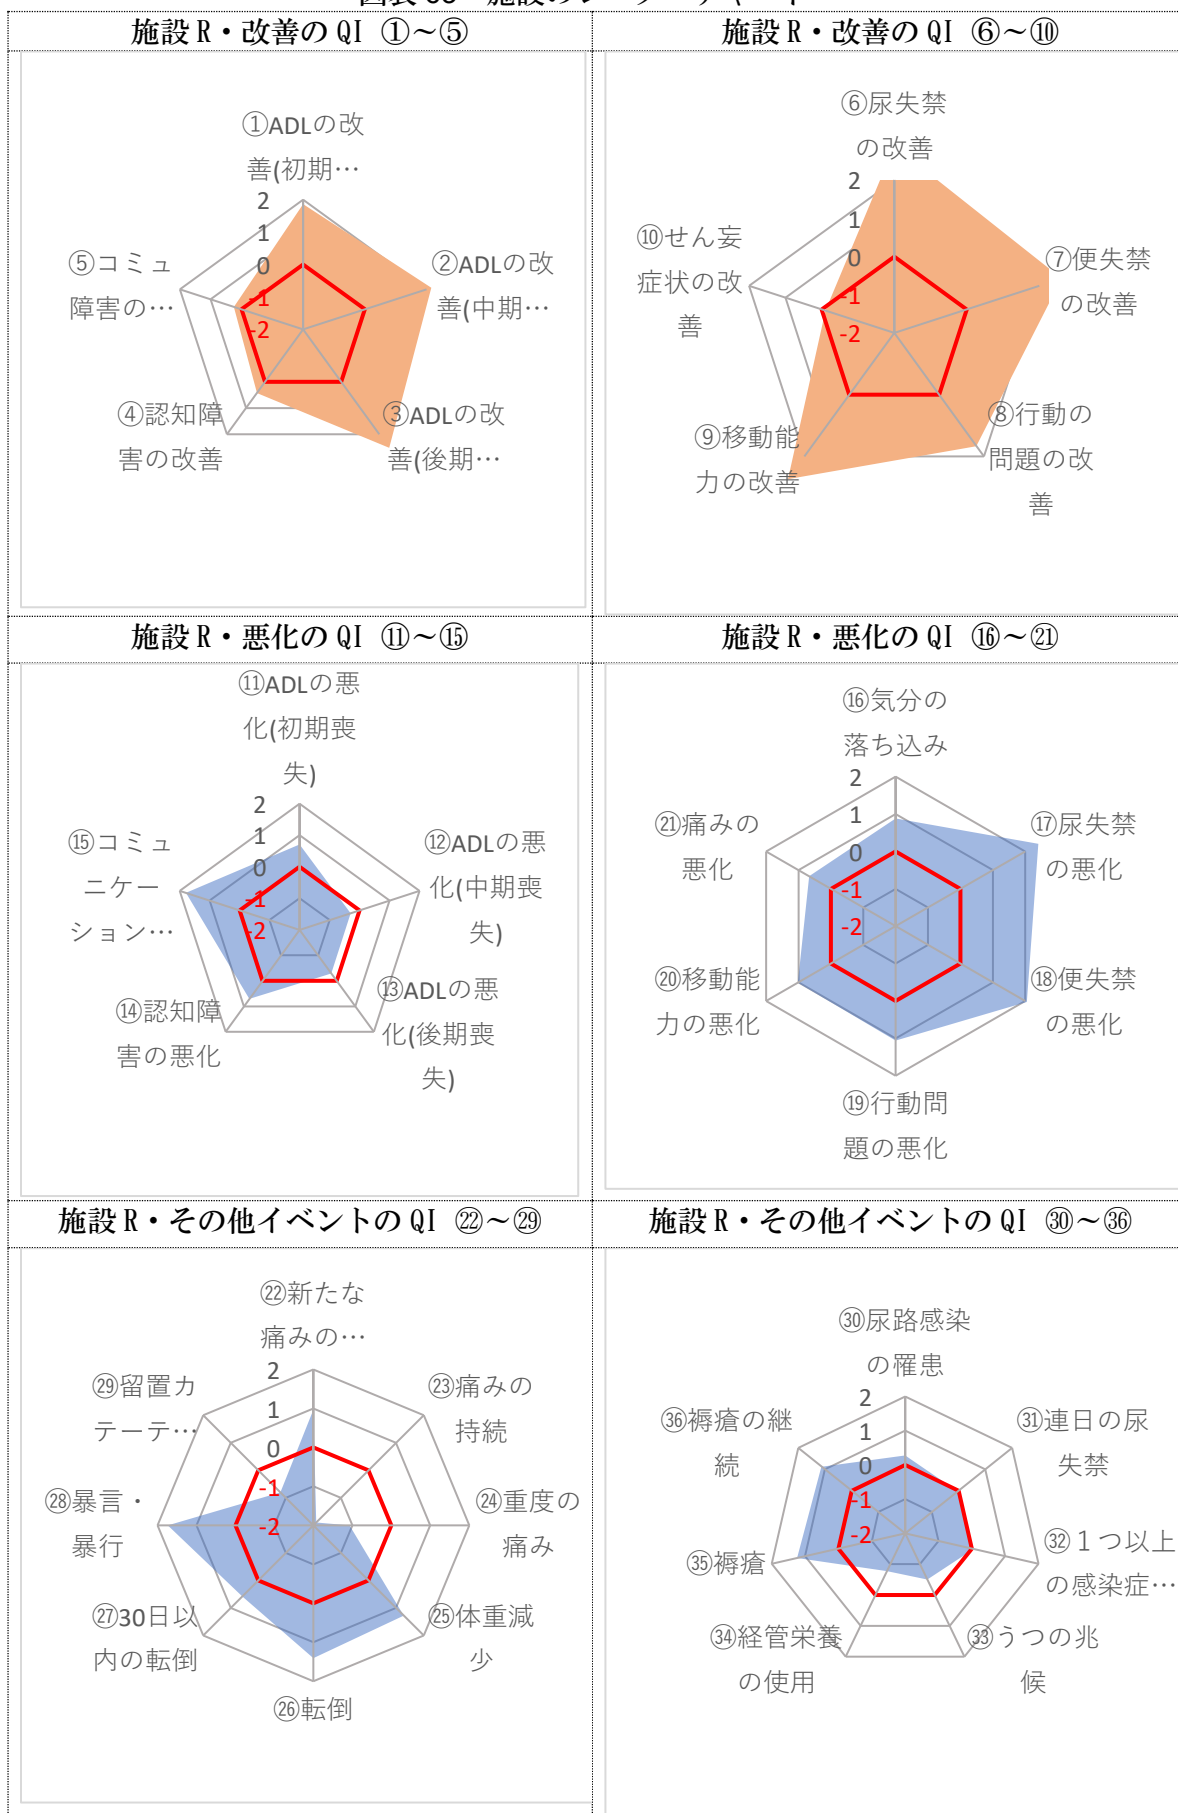 施設 R・改善の QI ①～⑤
①ADLの改
善(初期…
2
1
0
-1
-2
②ADLの改
善(中期…
③ADLの改
善(後期…
④認知障
害の改善
⑤コミュ
障害の…
施設 R・改善の QI ⑥～⑩
⑥尿失禁
の改善
2
1
0
-1
-2
⑦便失禁
の改善
⑧行動の
問題の改
善
⑨移動能
力の改善
⑩せん妄
症状の改
善
施設 R・悪化の QI ⑪～⑮
⑪ADLの悪
化(初期喪
失)
2
1
0
-1
-2
⑫ADLの悪
化(中期喪
失)
⑬ADLの悪
化(後期喪
失)
⑭認知障
害の悪化
⑮コミュ
ニケー
ション…
施設 R・悪化の QI ⑯～㉑
⑯気分の
落ち込み
2
1
0
-1
-2
⑰尿失禁
の悪化
⑱便失禁
の悪化
⑲行動問
題の悪化
⑳移動能
力の悪化
㉑痛みの
悪化
施設 R・その他イベントの QI ㉒～㉙
㉒新たな
痛みの…
2
1
0
-1
-2
㉓痛みの
持続
㉔重度の
痛み
㉕体重減
少
㉖転倒
㉗30日以
内の転倒
㉘暴言・
暴行
㉙留置カ
テーテ…
施設 R・その他イベントの QI ㉚～㊱
㉚尿路感染
の罹患
2
1
0
-1
-2
㉛連日の尿
失禁
㉜１つ以上
の感染症…
㉝うつの兆
候
㉞経管栄養
の使用
㉟褥瘡
㊱褥瘡の継
続